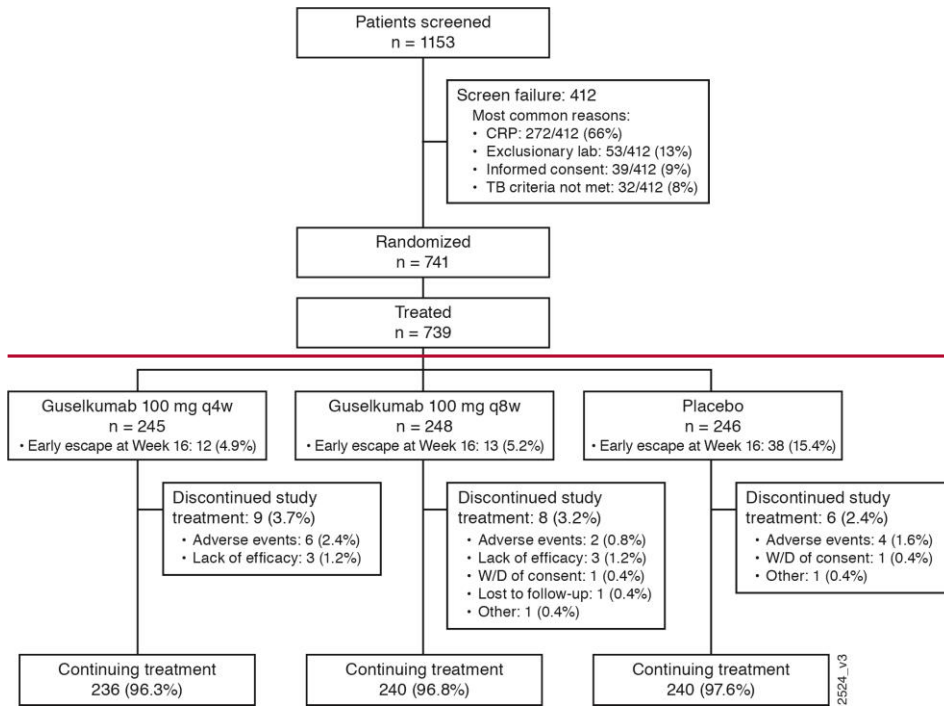 Patients screened
n = 1153
Screen failure: 412
Most common reasons:
• CRP: 272/412 (66%)
• Exclusionary lab: 53/412 (13%)
• Informed consent: 39/412 (9%)
• TB criteria not met: 32/412 (8%)
Randomized
n = 741
Treated
n = 739
Guselkumab 100 mg q4w
n = 245
• Early escape at Week 16: 12 (4.9%)
Guselkumab 100 mg q8w
n = 248
• Early escape at Week 16: 13 (5.2%)
Placebo
n = 246
• Early escape at Week 16: 38 (15.4%)
Discontinued study
treatment: 9 (3.7%)
• Adverse events: 6 (2.4%)
• Lack of efficacy: 3 (1.2%)
Discontinued study
treatment: 8 (3.2%)
• Adverse events: 2 (0.8%)
• Lack of efficacy: 3 (1.2%)
• W/D of consent: 1 (0.4%)
• Lost to follow-up: 1 (0.4%)
• Other: 1 (0.4%)
Discontinued study
treatment: 6 (2.4%)
• Adverse events: 4 (1.6%)
• W/D of consent: 1 (0.4%)
• Other: 1 (0.4%)
Continuing treatment
236 (96.3%)
Continuing treatment
240 (96.8%)
Continuing treatment
240 (97.6%)
2524_v3